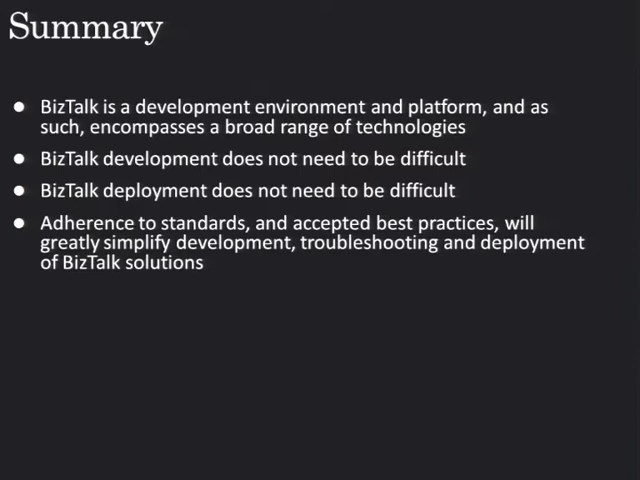 Summary
● BizTalk is a development environment and platform, and as
such, encompasses a broad range of technologies
● BizTalk development does not need to be difficult
● BizTalk deployment does not need to be difficult
● Adherence to standards, and accepted best practices, will
greatly simplify development, troubleshooting and deployment
of BizTalk solutions